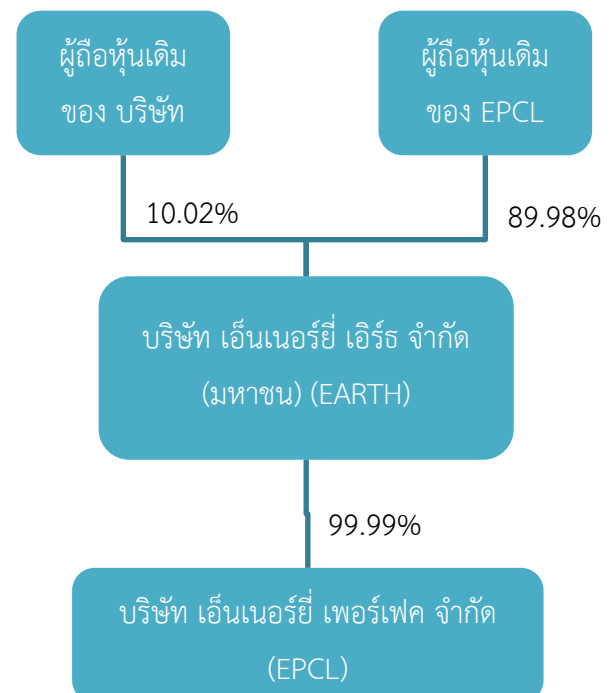 ผู้ถือหุ้นเดิม
ของ บริษัท
ผู้ถือหุ้นเดิม
ของ EPCL
10.02%
89.98%
บริษัท เอ็นเนอร์ยี่ เอิร์ธ จำกัด
(มหาชน) (EARTH)
99.99%
บริษัท เอ็นเนอร์ยี่ เพอร์เฟค จำกัด
(EPCL)